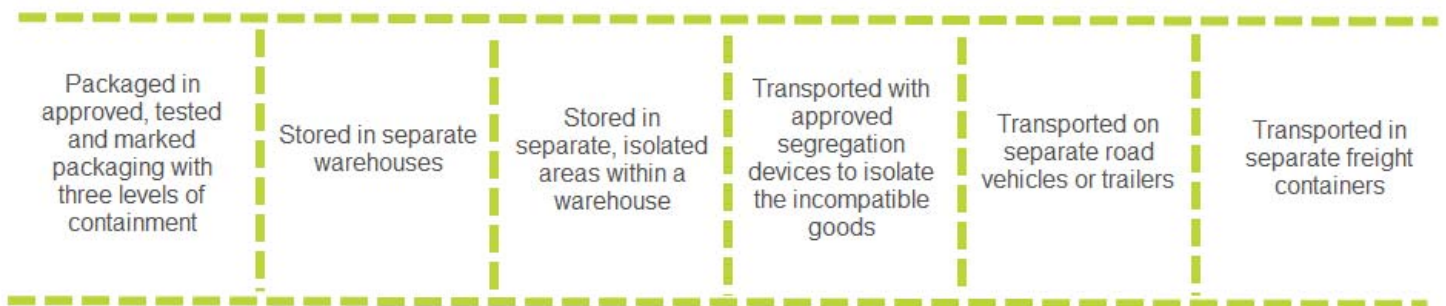 Packaged in
approved, tested
and marked
packaging with
three levels of
containment
Stored in separate
warehouses
Stored in
separate, isolated
areas within a
warehouse
Transported with
approved
segregation
devices to isolate
the incompatible
goods
Transported on
separate road
vehicles or trailers
Transported in
separate freight
containers